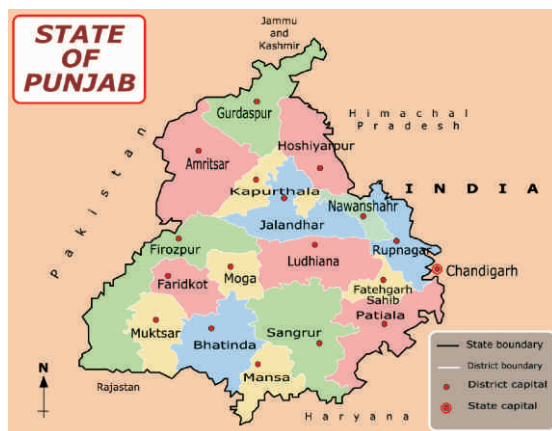 STATE
OF
PUNJAB
Jammu
and
Kashmir
Himachal
Pradesh
Pakistan
INDIA
Gurdaspur
Hoshiyarpur
Amritsar
Kapurthala
Nawanshahr
Jalandhar
Firozpur
Rupnagar
Ludhiana
Chandigarh
Moga
Faridkot
Fatehgarh
Sahib
Patiala
Muktsar
Sangrur
Bhatinda
Mansa
Rajastan
Haryana
N
State boundary
District boundary
District capital
State capital